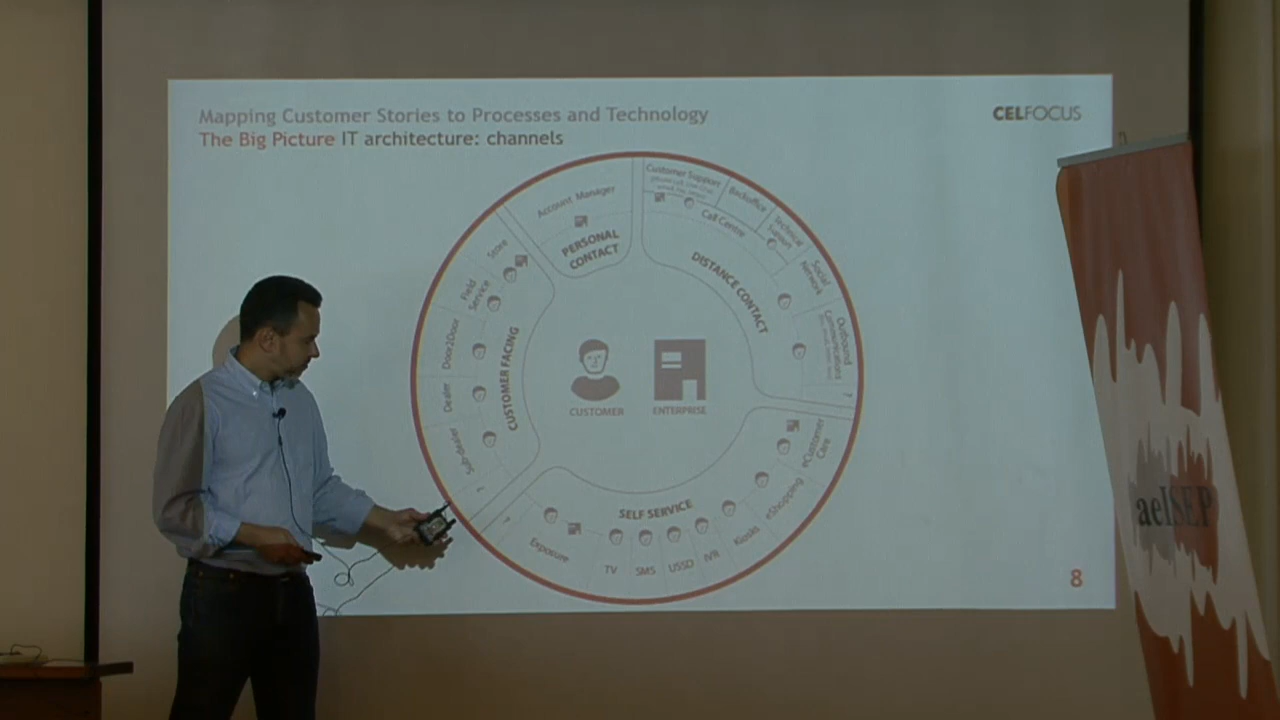 Mapping Customer Stories to Processes and Technology
CELFOCUS
The Big Picture IT architecture: channels
Account Manager
PERSONAL
CONTACT
Customer Support
Backoffice
Technical
Support
Call Center
Social
Network
DISTANCE CONTACT
Outbound
Communications
Store
Field
Service
Door2Door
Dealer
Sub-dealer
?
CUSTOMER FACING
CUSTOMER
ENTERPRISE
?
eCustomer
Care
eShopping
Kiosks
IVR
USSD
SMS
TV
Exposure
?
SELF SERVICE
8
aeISEP